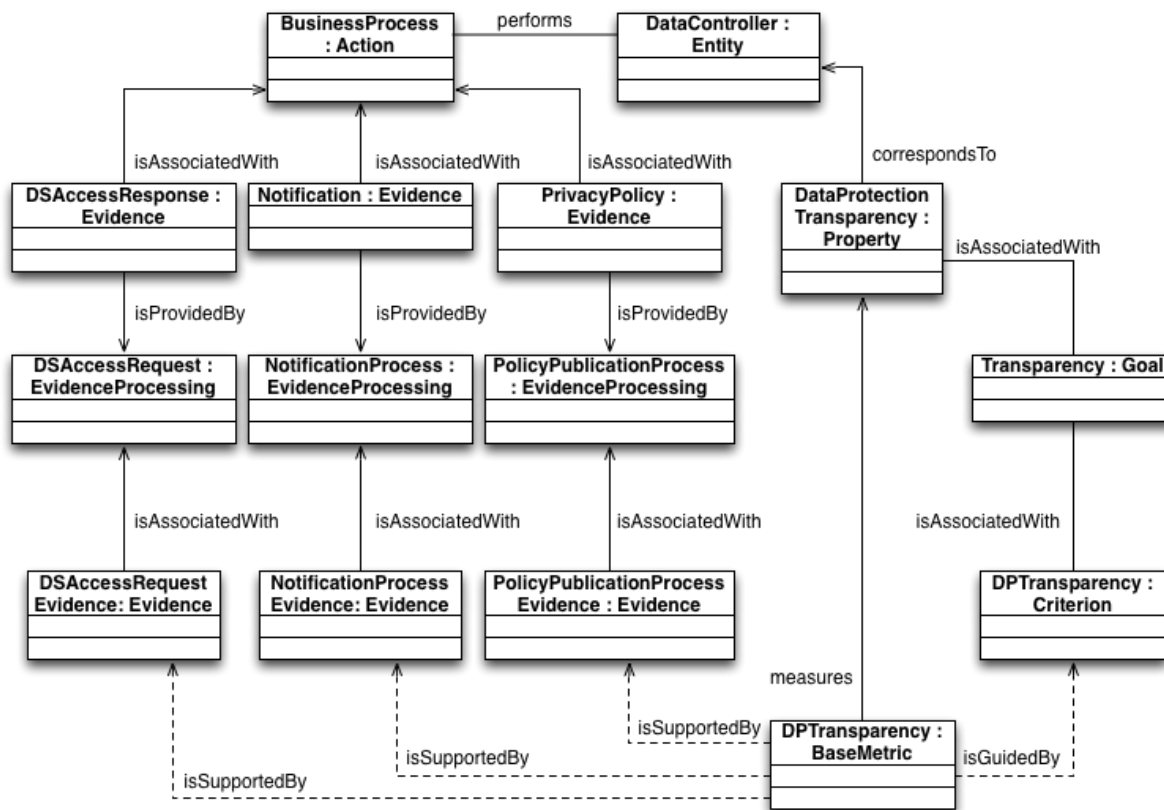 performs
BusinessProcess
: Action
DataController :
Entity
isAssociatedWith
isAssociatedWith
isAssociatedWith
correspondsTo
DSAccessResponse :
Evidence
Notification : Evidence
PrivacyPolicy :
Evidence
DataProtection
Transparency :
Property
isAssociatedWith
isProvidedBy
isProvidedBy
isProvidedBy
DSAccessRequest :
EvidenceProcessing
NotificationProcess :
EvidenceProcessing
PolicyPublicationProcess
: EvidenceProcessing
Transparency : Goal
isAssociatedWith
isAssociatedWith
isAssociatedWith
isAssociatedWith
DSAccessRequest
Evidence: Evidence
NotificationProcess
Evidence: Evidence
PolicyPublicationProcess
Evidence : Evidence
DPTransparency :
Criterion
measures
isSupportedBy
DPTransparency :
BaseMetric
isSupportedBy
isGuidedBy
isSupportedBy